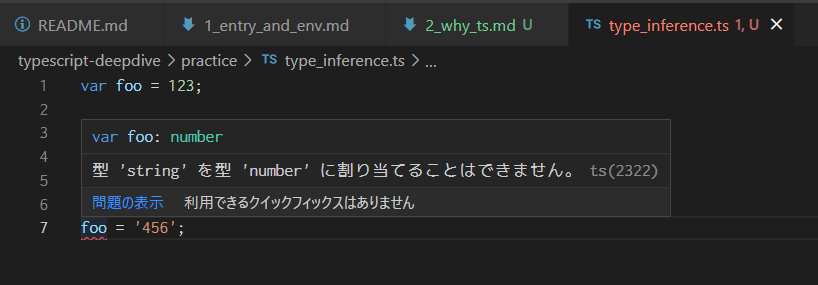 README.md 1_entry_and_env.md 2_why_ts.md U TS type_inference.ts 1, U
typescript-deepdive > practice > TS type_inference.ts > ...
1 var foo = 123;
2
3
var foo: number
4
型 'string' を型 'number' に割り当てることはできません。 ts(2322)
5
6
問題の表示 利用できるクイックフィックスはありません
7 foo = '456';